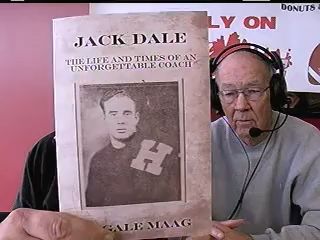 LY ON
DONUTS &
JACK DALE
THE LIFE AND TIMES OF AN
UNFORGETTABLE COACH
H
GALE MAAG